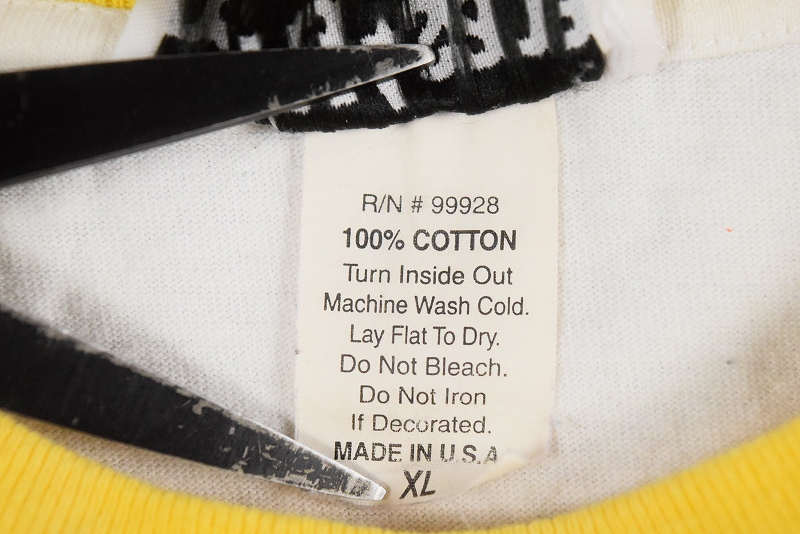 R/N # 99928
100% COTTON
Turn Inside Out
Machine Wash Cold.
Lay Flat To Dry.
Do Not Bleach.
Do Not Iron
If Decorated.
MADE IN U.S.A
XL